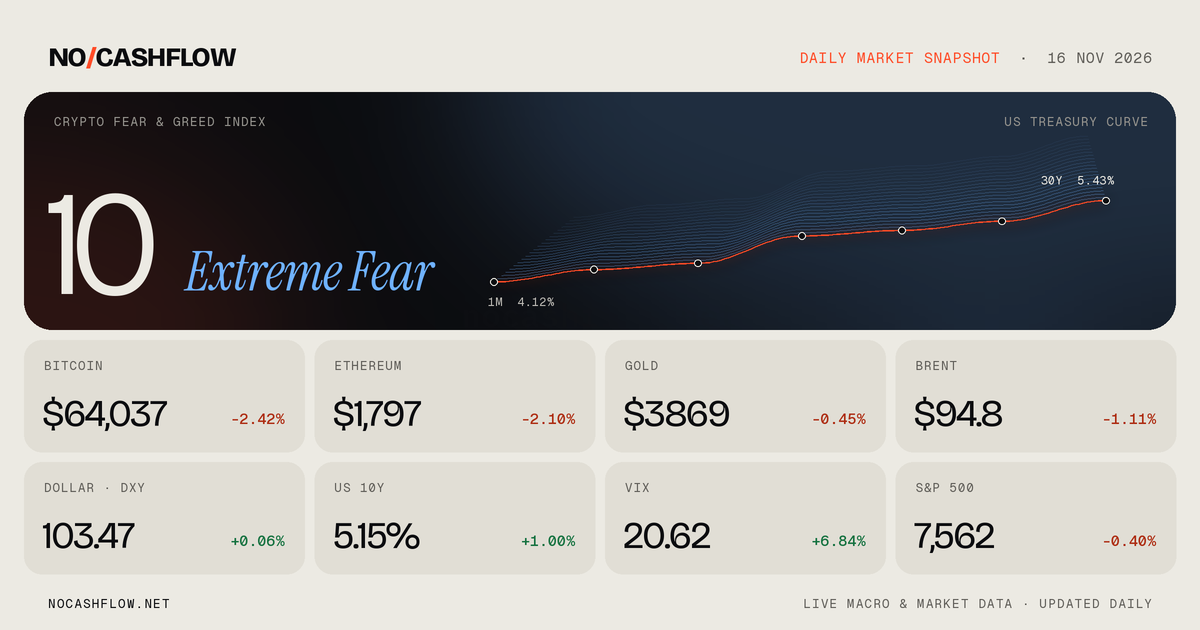 NO/CASHFLOW
DAILY MARKET SNAPSHOT · 16 NOV 2026
CRYPTO FEAR & GREED INDEX
US TREASURY CURVE
10
Extreme Fear
30Y 5.43%
1M 4.12%
BITCOIN
$64,037 -2.42%
ETHEREUM
$1,797 -2.10%
GOLD
$3869 -0.45%
BRENT
$94.8 -1.11%
DOLLAR · DXY
103.47 +0.06%
US 10Y
5.15% +1.00%
VIX
20.62 +6.84%
S&P 500
7,562 -0.40%
NOCASHFLOW.NET
LIVE MACRO & MARKET DATA · UPDATED DAILY